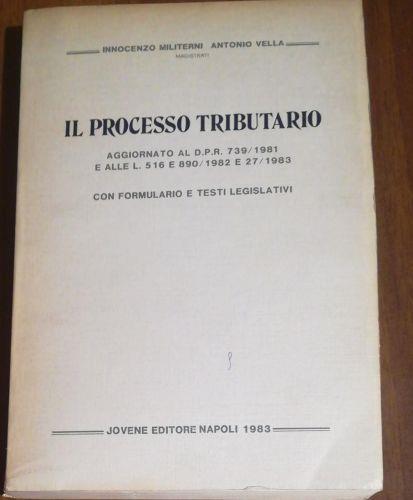 INNOCENZO MILITERNI ANTONIO VELLA
MAGISTRATI
IL PROCESSO TRIBUTARIO
AGGIORNATO AL D.P.R. 739/1981
E ALLE L. 516 E 890/1982 E 27/1983
CON FORMULARIO E TESTI LEGISLATIVI
JOVENE EDITORE NAPOLI 1983